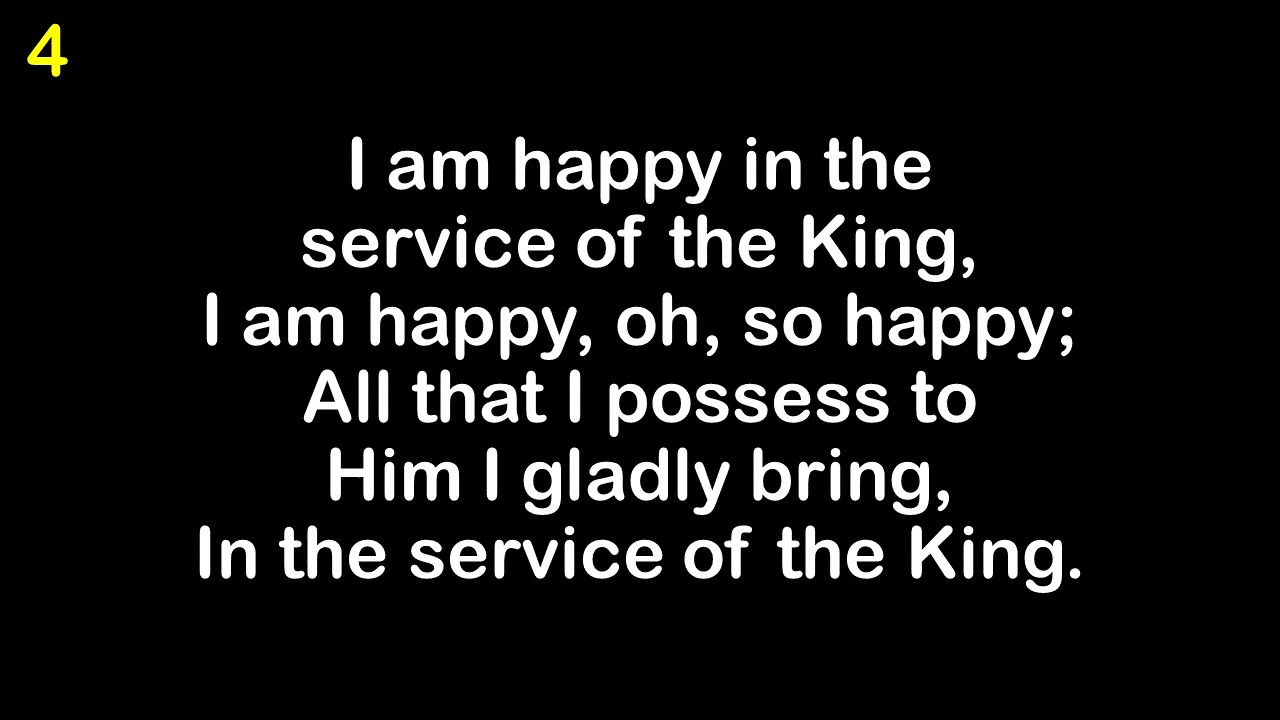 4
I am happy in the
service of the King,
I am happy, oh, so happy;
All that I possess to
Him I gladly bring,
In the service of the King.